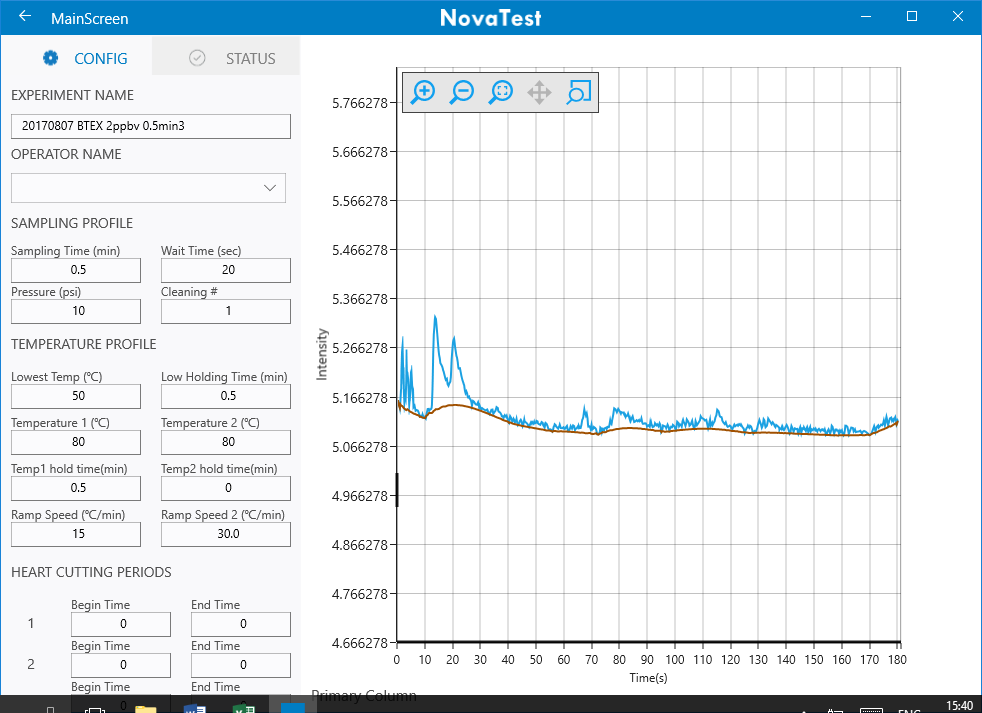 MainScreen NovaTest
CONFIG STATUS
EXPERIMENT NAME
20170807 BTEX 2ppbv 0.5min3
OPERATOR NAME
SAMPLING PROFILE
Sampling Time (min) Wait Time (sec)
0.5 20
Pressure (psi) Cleaning #
10 1
TEMPERATURE PROFILE
Lowest Temp (℃) Low Holding Time (min)
50 0.5
Temperature 1 (℃) Temperature 2 (℃)
80 80
Temp1 hold time(min) Temp2 hold time(min)
0.5 0
Ramp Speed (℃/min) Ramp Speed 2 (℃/min)
15 30.0
HEART CUTTING PERIODS
Begin Time End Time
1 0 0
Begin Time End Time
2 0 0
Begin Time End Time
0 0
5.766278
5.666278
5.566278
5.466278
5.366278
5.266278
5.166278
5.066278
4.966278
4.866278
4.766278
4.666278
Intensity
0 10 20 30 40 50 60 70 80 90 100 110 120 130 140 150 160 170 180
Time(s)
Primary Column
ENG 15:40